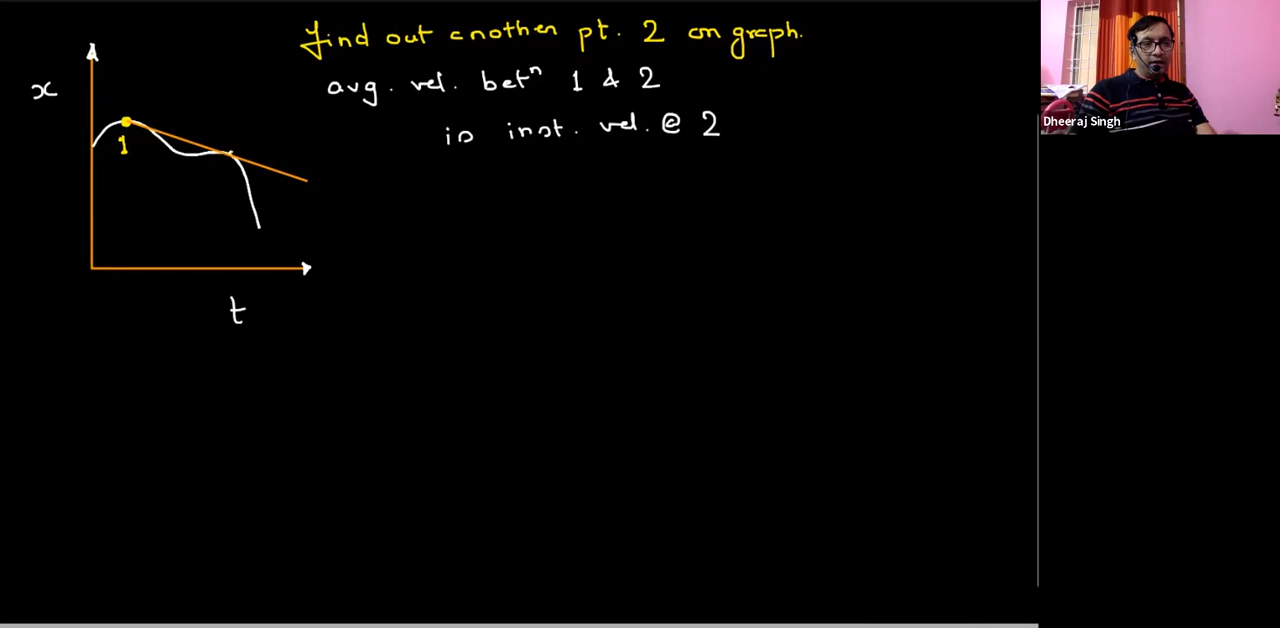 find out another pt. 2 on graph.
avg. vel. betⁿ 1 & 2
is inst. vel. @ 2
x
1
t
Dheeraj Singh